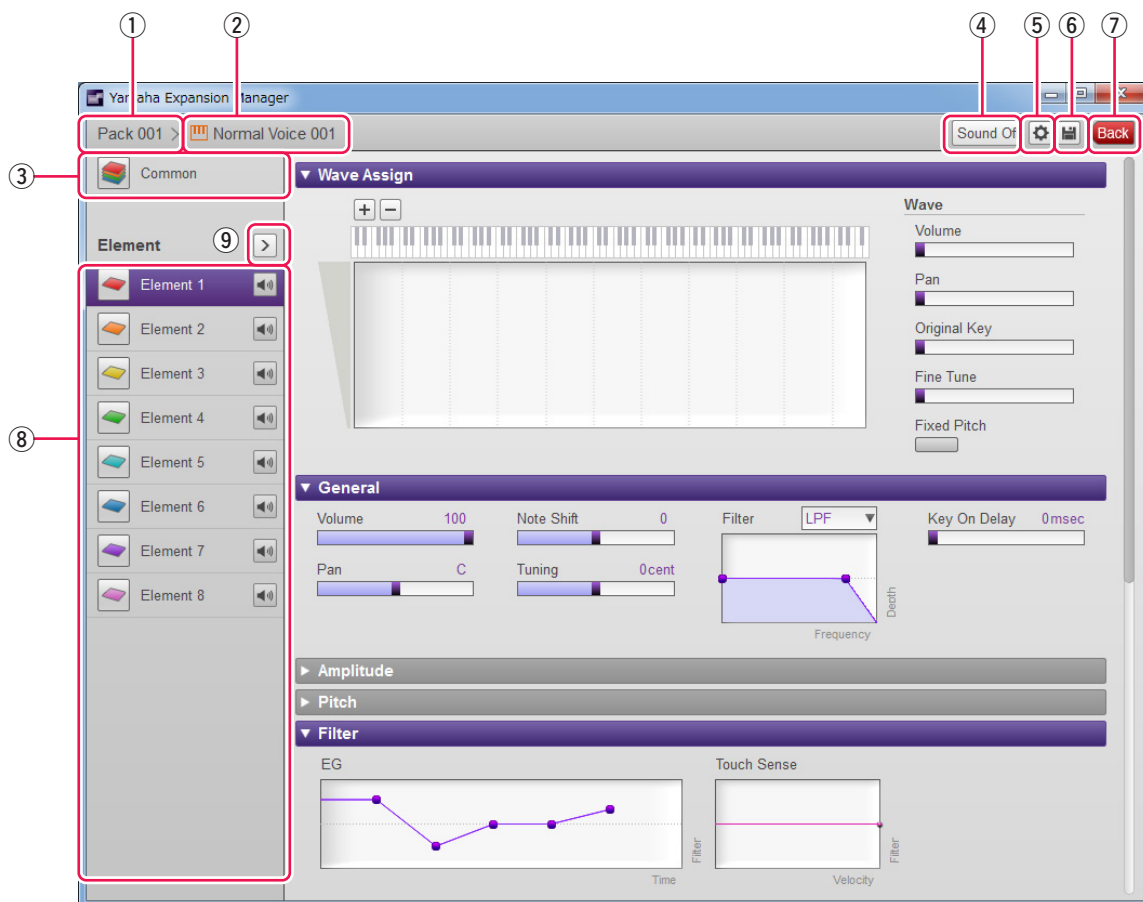 ① ② ④ ⑤ ⑥ ⑦
Yamaha Expansion Manager
Pack 001 > Normal Voice 001
Sound Of
Back
③
Common
Element
⑨ >
⑧
Element 1
Element 2
Element 3
Element 4
Element 5
Element 6
Element 7
Element 8
▼ Wave Assign
+ −
Wave
Volume
Pan
Original Key
Fine Tune
Fixed Pitch
▼ General
Volume 100
Note Shift 0
Filter LPF ▼
Key On Delay 0msec
Pan C
Tuning 0cent
Depth
Frequency
▶ Amplitude
▶ Pitch
▼ Filter
EG
Filter
Time
Touch Sense
Filter
Velocity